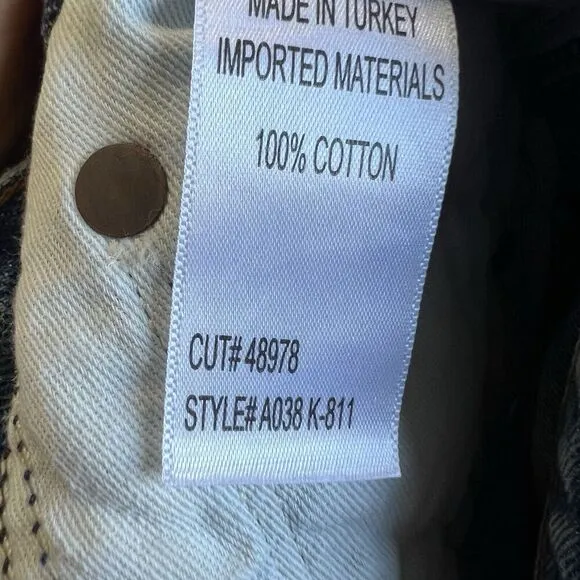 MADE IN TURKEY
IMPORTED MATERIALS
100% COTTON
CUT# 48978
STYLE# A038 K-811